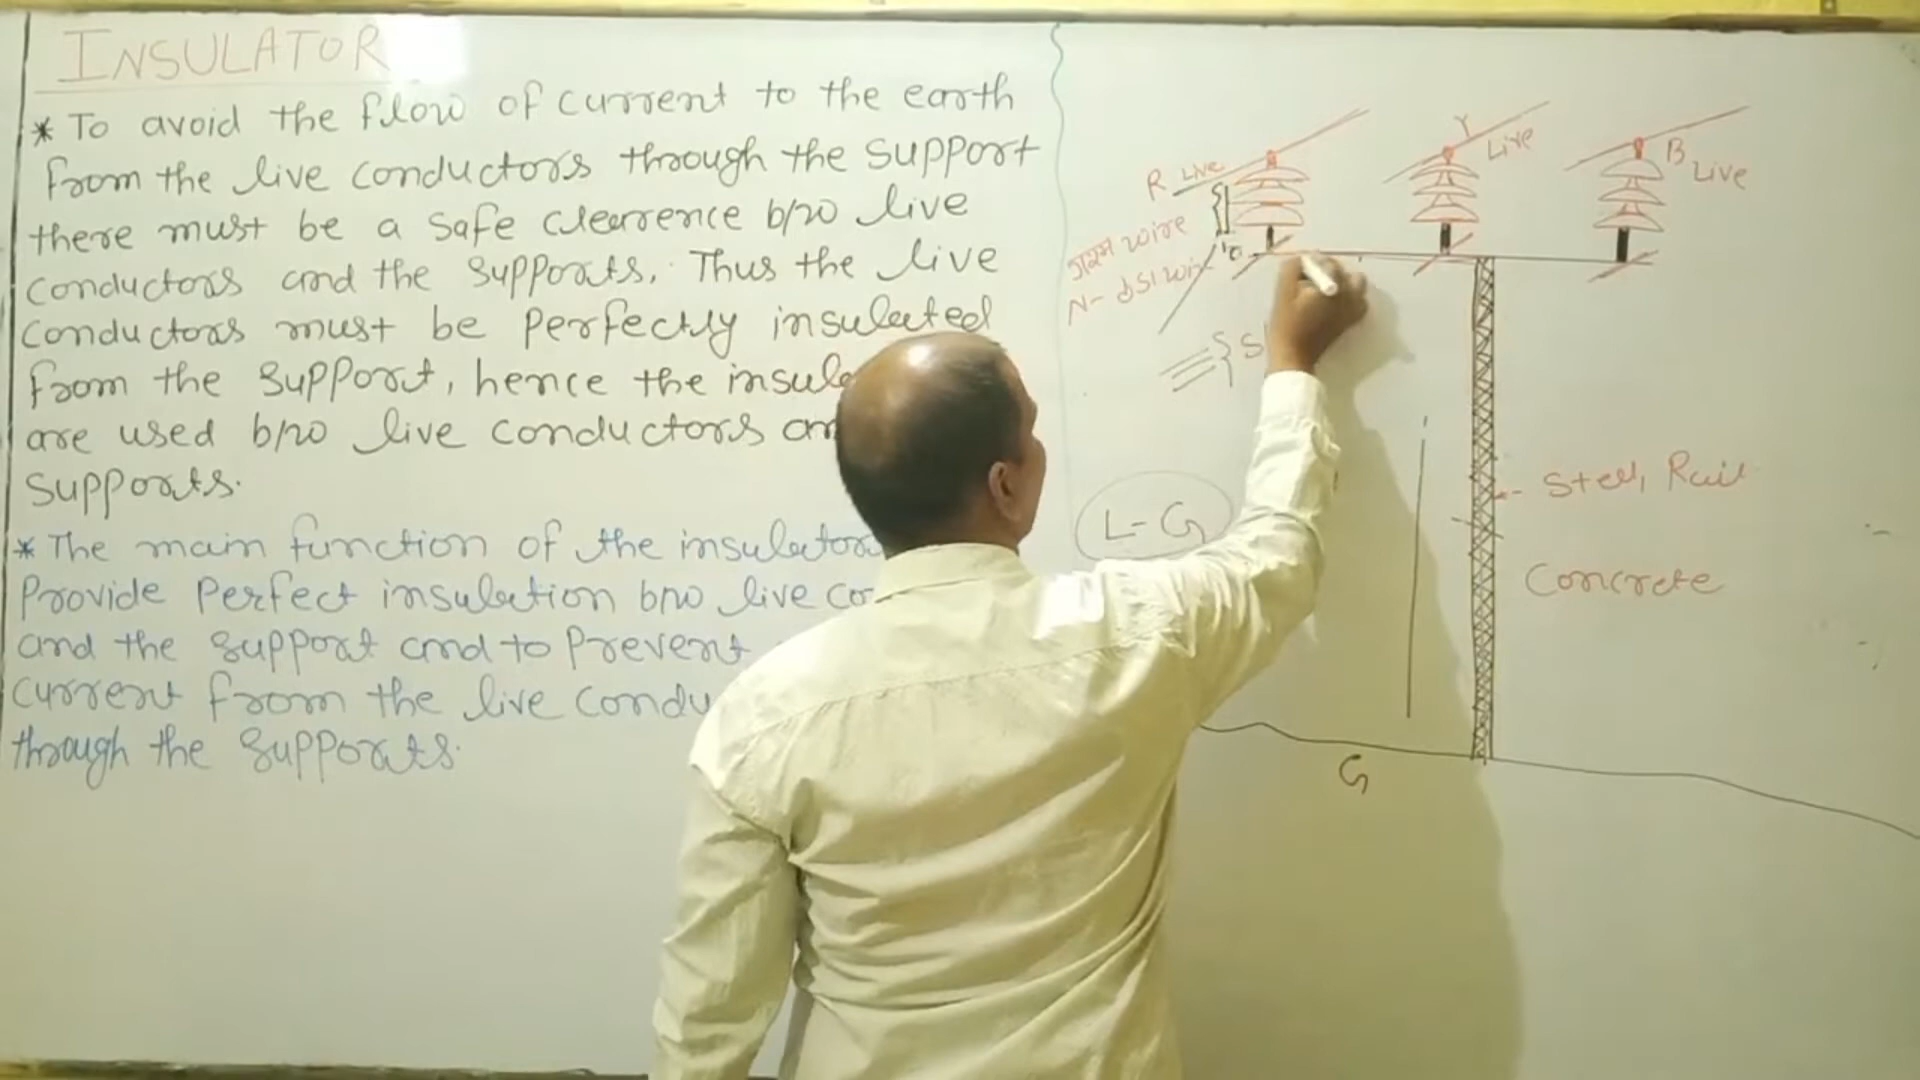 INSULATOR
* To avoid the flow of current to the earth
from the live conductors through the support
there must be a safe clearrence b/w live
conductors and the supports. Thus the live
conductors must be perfectly insulated
from the support, hence the
are used b/w live conductors
supports.
* The main function of the
Provide Perfect insulation b/w live
and the support and to prevent
current from the live
through the supports.
R Live
Y
Live
B
Live
गरम wire
L-G
Steel, Rail
Concrete
G